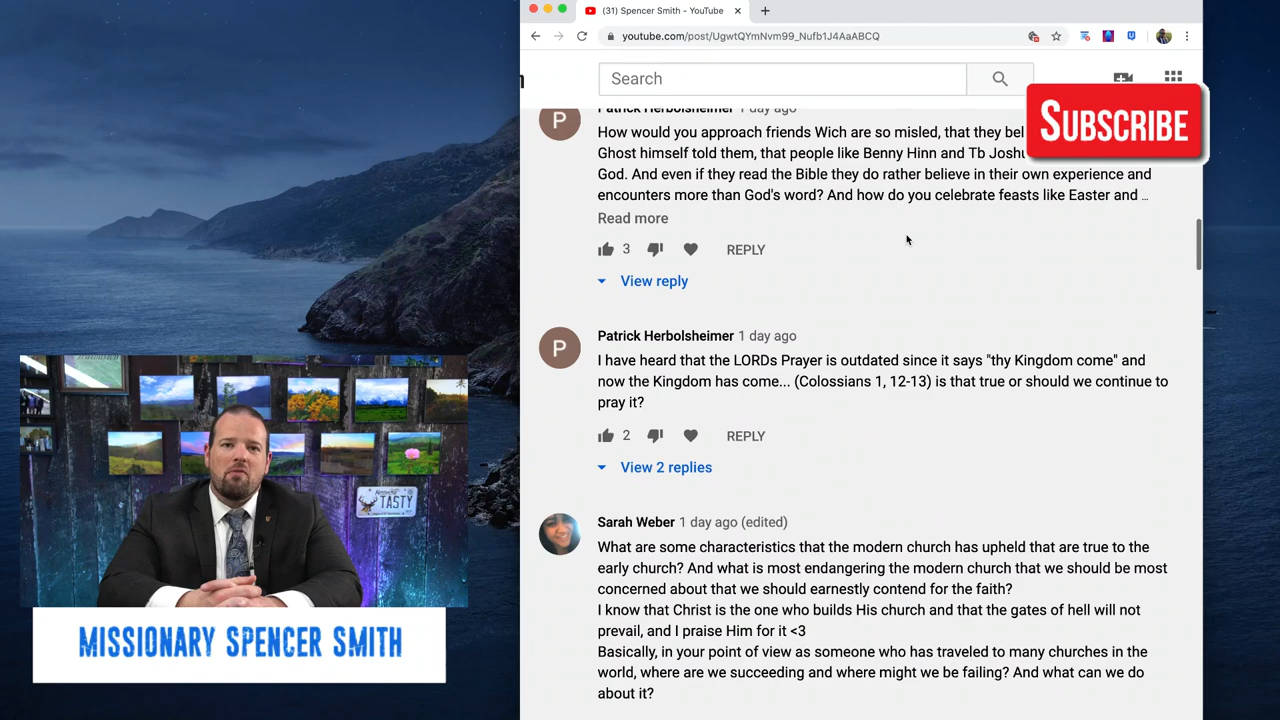 (31) Spencer Smith - YouTube
youtube.com/post/UgwtQYmNvm99_Nufb1J4AaABCQ
Search
SUBSCRIBE
Patrick Herbolsheimer 1 day ago
How would you approach friends Wich are so misled, that they bel
Ghost himself told them, that people like Benny Hinn and Tb Joshu
God. And even if they read the Bible they do rather believe in their own experience and
encounters more than God's word? And how do you celebrate feasts like Easter and ...
Read more
3
REPLY
View reply
P
Patrick Herbolsheimer 1 day ago
I have heard that the LORDs Prayer is outdated since it says "thy Kingdom come" and
now the Kingdom has come... (Colossians 1, 12-13) is that true or should we continue to
pray it?
2
REPLY
View 2 replies
P
Sarah Weber 1 day ago (edited)
What are some characteristics that the modern church has upheld that are true to the
early church? And what is most endangering the modern church that we should be most
concerned about that we should earnestly contend for the faith?
I know that Christ is the one who builds His church and that the gates of hell will not
prevail, and I praise Him for it <3
Basically, in your point of view as someone who has traveled to many churches in the
world, where are we succeeding and where might we be failing? And what can we do
about it?
TASTY
MISSIONARY SPENCER SMITH